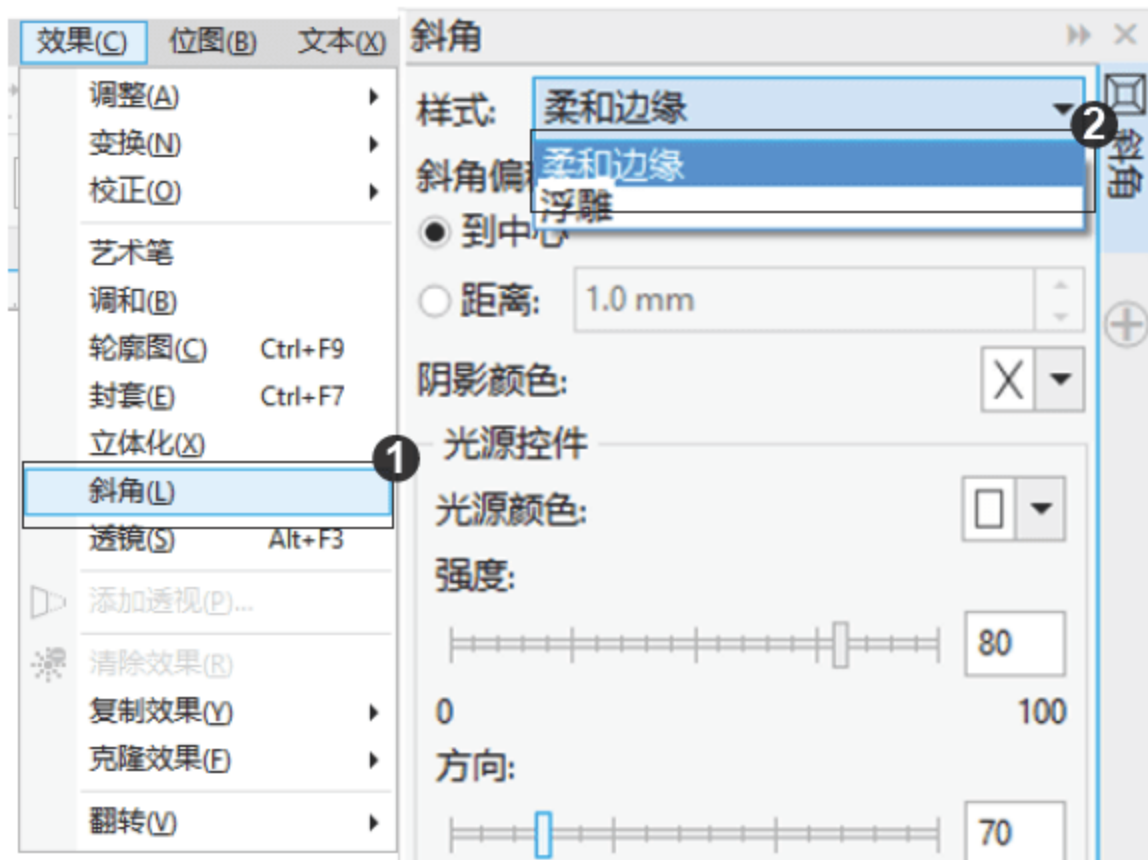 效果(C) 位图(B) 文本(X)
调整(A)
变换(N)
校正(O)
艺术笔
调和(B)
轮廓图(C) Ctrl+F9
封套(E) Ctrl+F7
立体化(X)
1
斜角(L)
透镜(S) Alt+F3
添加透视(P)...
清除效果(R)
复制效果(Y)
克隆效果(F)
翻转(V)
斜角
样式: 柔和边缘
2
柔和边缘
斜角偏
浮雕
到中心
距离: 1.0 mm
阴影颜色:
光源控件
光源颜色:
强度:
80
0 100
方向:
70
斜角